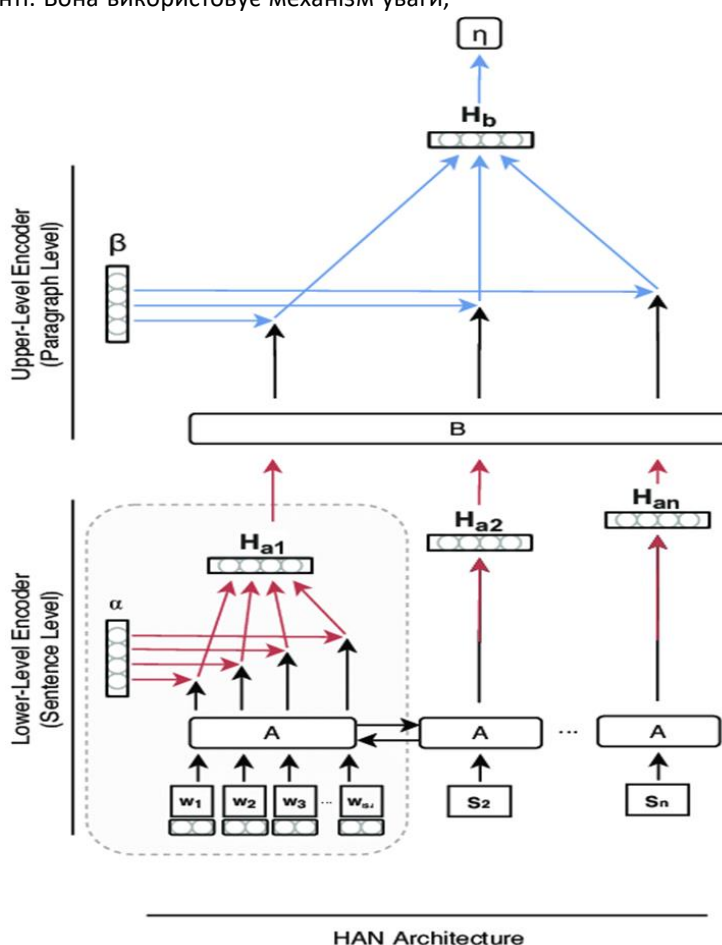 нті. Вона використовує механізм уваги,
η
Hb
Upper-Level Encoder
(Paragraph Level)
β
B
Lower-Level Encoder
(Sentence Level)
Ha1
Ha2
Han
α
A
A
...
A
w1
w2
w3
...
S2
Sn
HAN Architecture